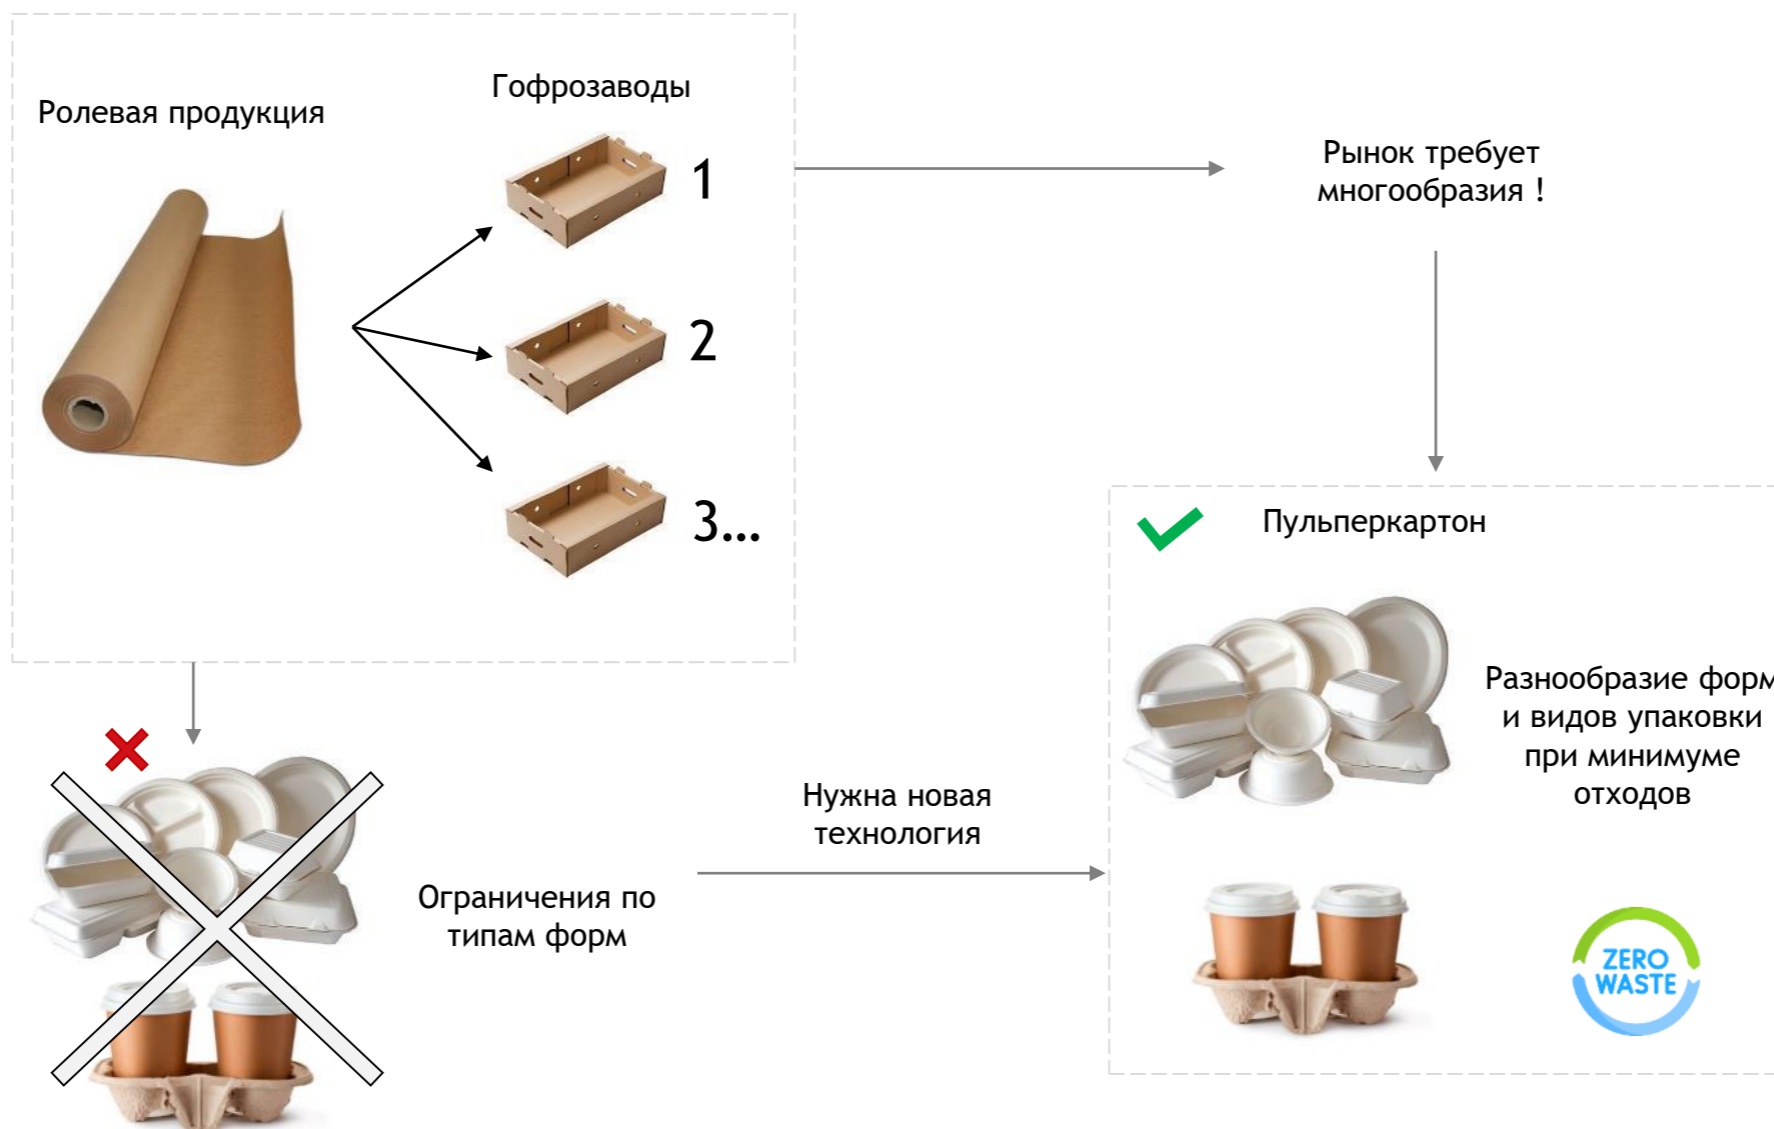 Ролевая продукция
Гофрозаводы
1
2
3...
Рынок требует
многообразия !
Ограничения по
типам форм
Нужна новая
технология
Пульперкартон
Разнообразие форм
и видов упаковки
при минимуме
отходов
ZERO
WASTE